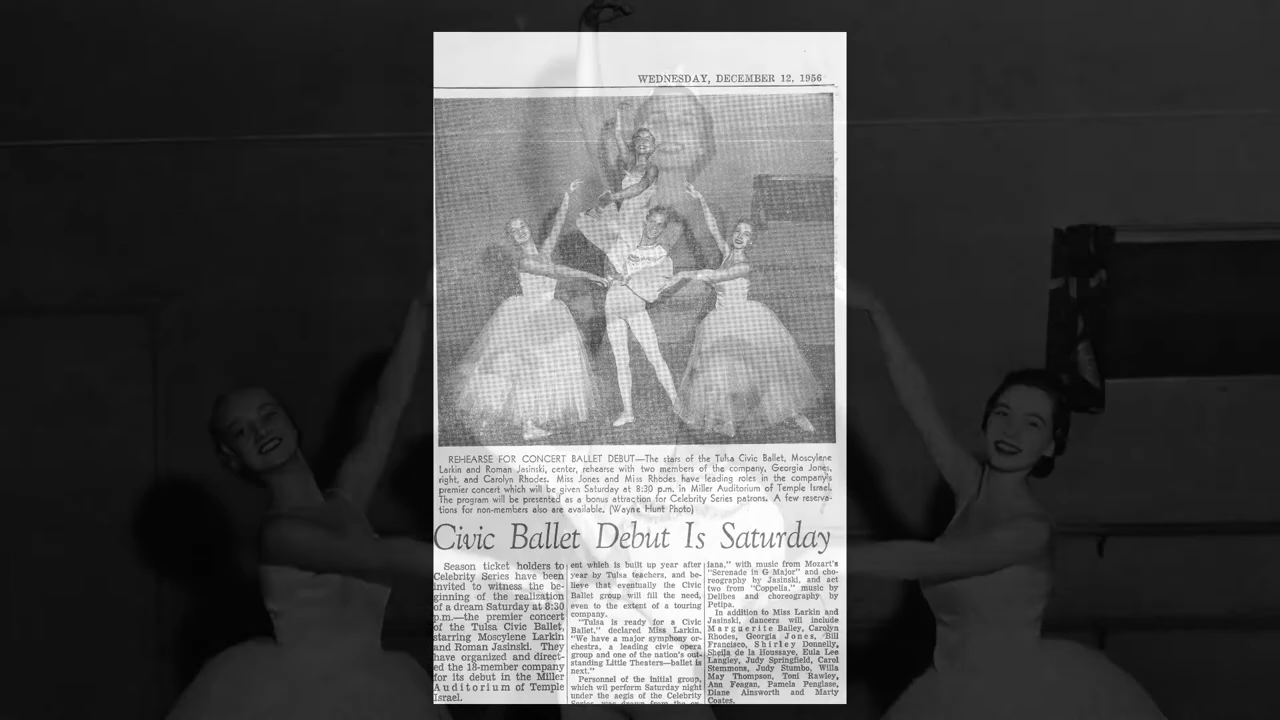 WEDNESDAY, DECEMBER 12, 1956
REHEARSE FOR CONCERT BALLET DEBUT—The stars of the Tulsa Civic Ballet, Moscylene
Larkin and Roman Jasinski, center, rehearse with two members of the company, Georgia Jones,
right, and Carolyn Rhodes. Miss Jones and Miss Rhodes have leading roles in the company's
premier concert which will be given Saturday at 8:30 p.m. in Miller Auditorium of Temple Israel.
The program will be presented as a bonus attraction for Celebrity Series patrons. A few reserva-
tions for non-members also are available. (Wayne Hunt Photo)
Civic Ballet Debut Is Saturday
Season ticket holders to
Celebrity Series have been
invited to witness the be-
ginning of the realization
of a dream Saturday at 8:30
p.m.—the premier concert
of the Tulsa Civic Ballet,
starring Moscylene Larkin
and Roman Jasinski. They
have organized and direct-
ed the 18-member company
for its debut in the Miller
Auditorium of Temple
Israel.
ent which is built up year after
year by Tulsa teachers, and be-
lieve that eventually the Civic
Ballet group will fill the need,
even to the extent of a touring
company.
"Tulsa is ready for a Civic
Ballet," declared Miss Larkin.
"We have a major symphony or-
chestra, a leading civic opera
group and one of the nation's out-
standing Little Theaters—ballet is
next."
Personnel of the initial group,
which wil perform Saturday night
under the aegis of the Celebrity
iana," with music from Mozart's
"Serenade in G Major" and cho-
reography by Jasinski, and act
two from "Coppelia," music by
Delibes and choreography by
Petipa.
In addition to Miss Larkin and
Jasinski, dancers will include
Marguerite Bailey, Carolyn
Rhodes, Georgia Jones, Bill
Francisco, Shirley Donnelly,
Sheila de la Houssaye, Eula Lee
Langley, Judy Springfield, Carol
Stemmons, Judy Stumbo, Willa
May Thompson, Toni Rawley,
Ann Feagan, Pamela Penglase,
Diane Ainsworth and Marty
Coates.